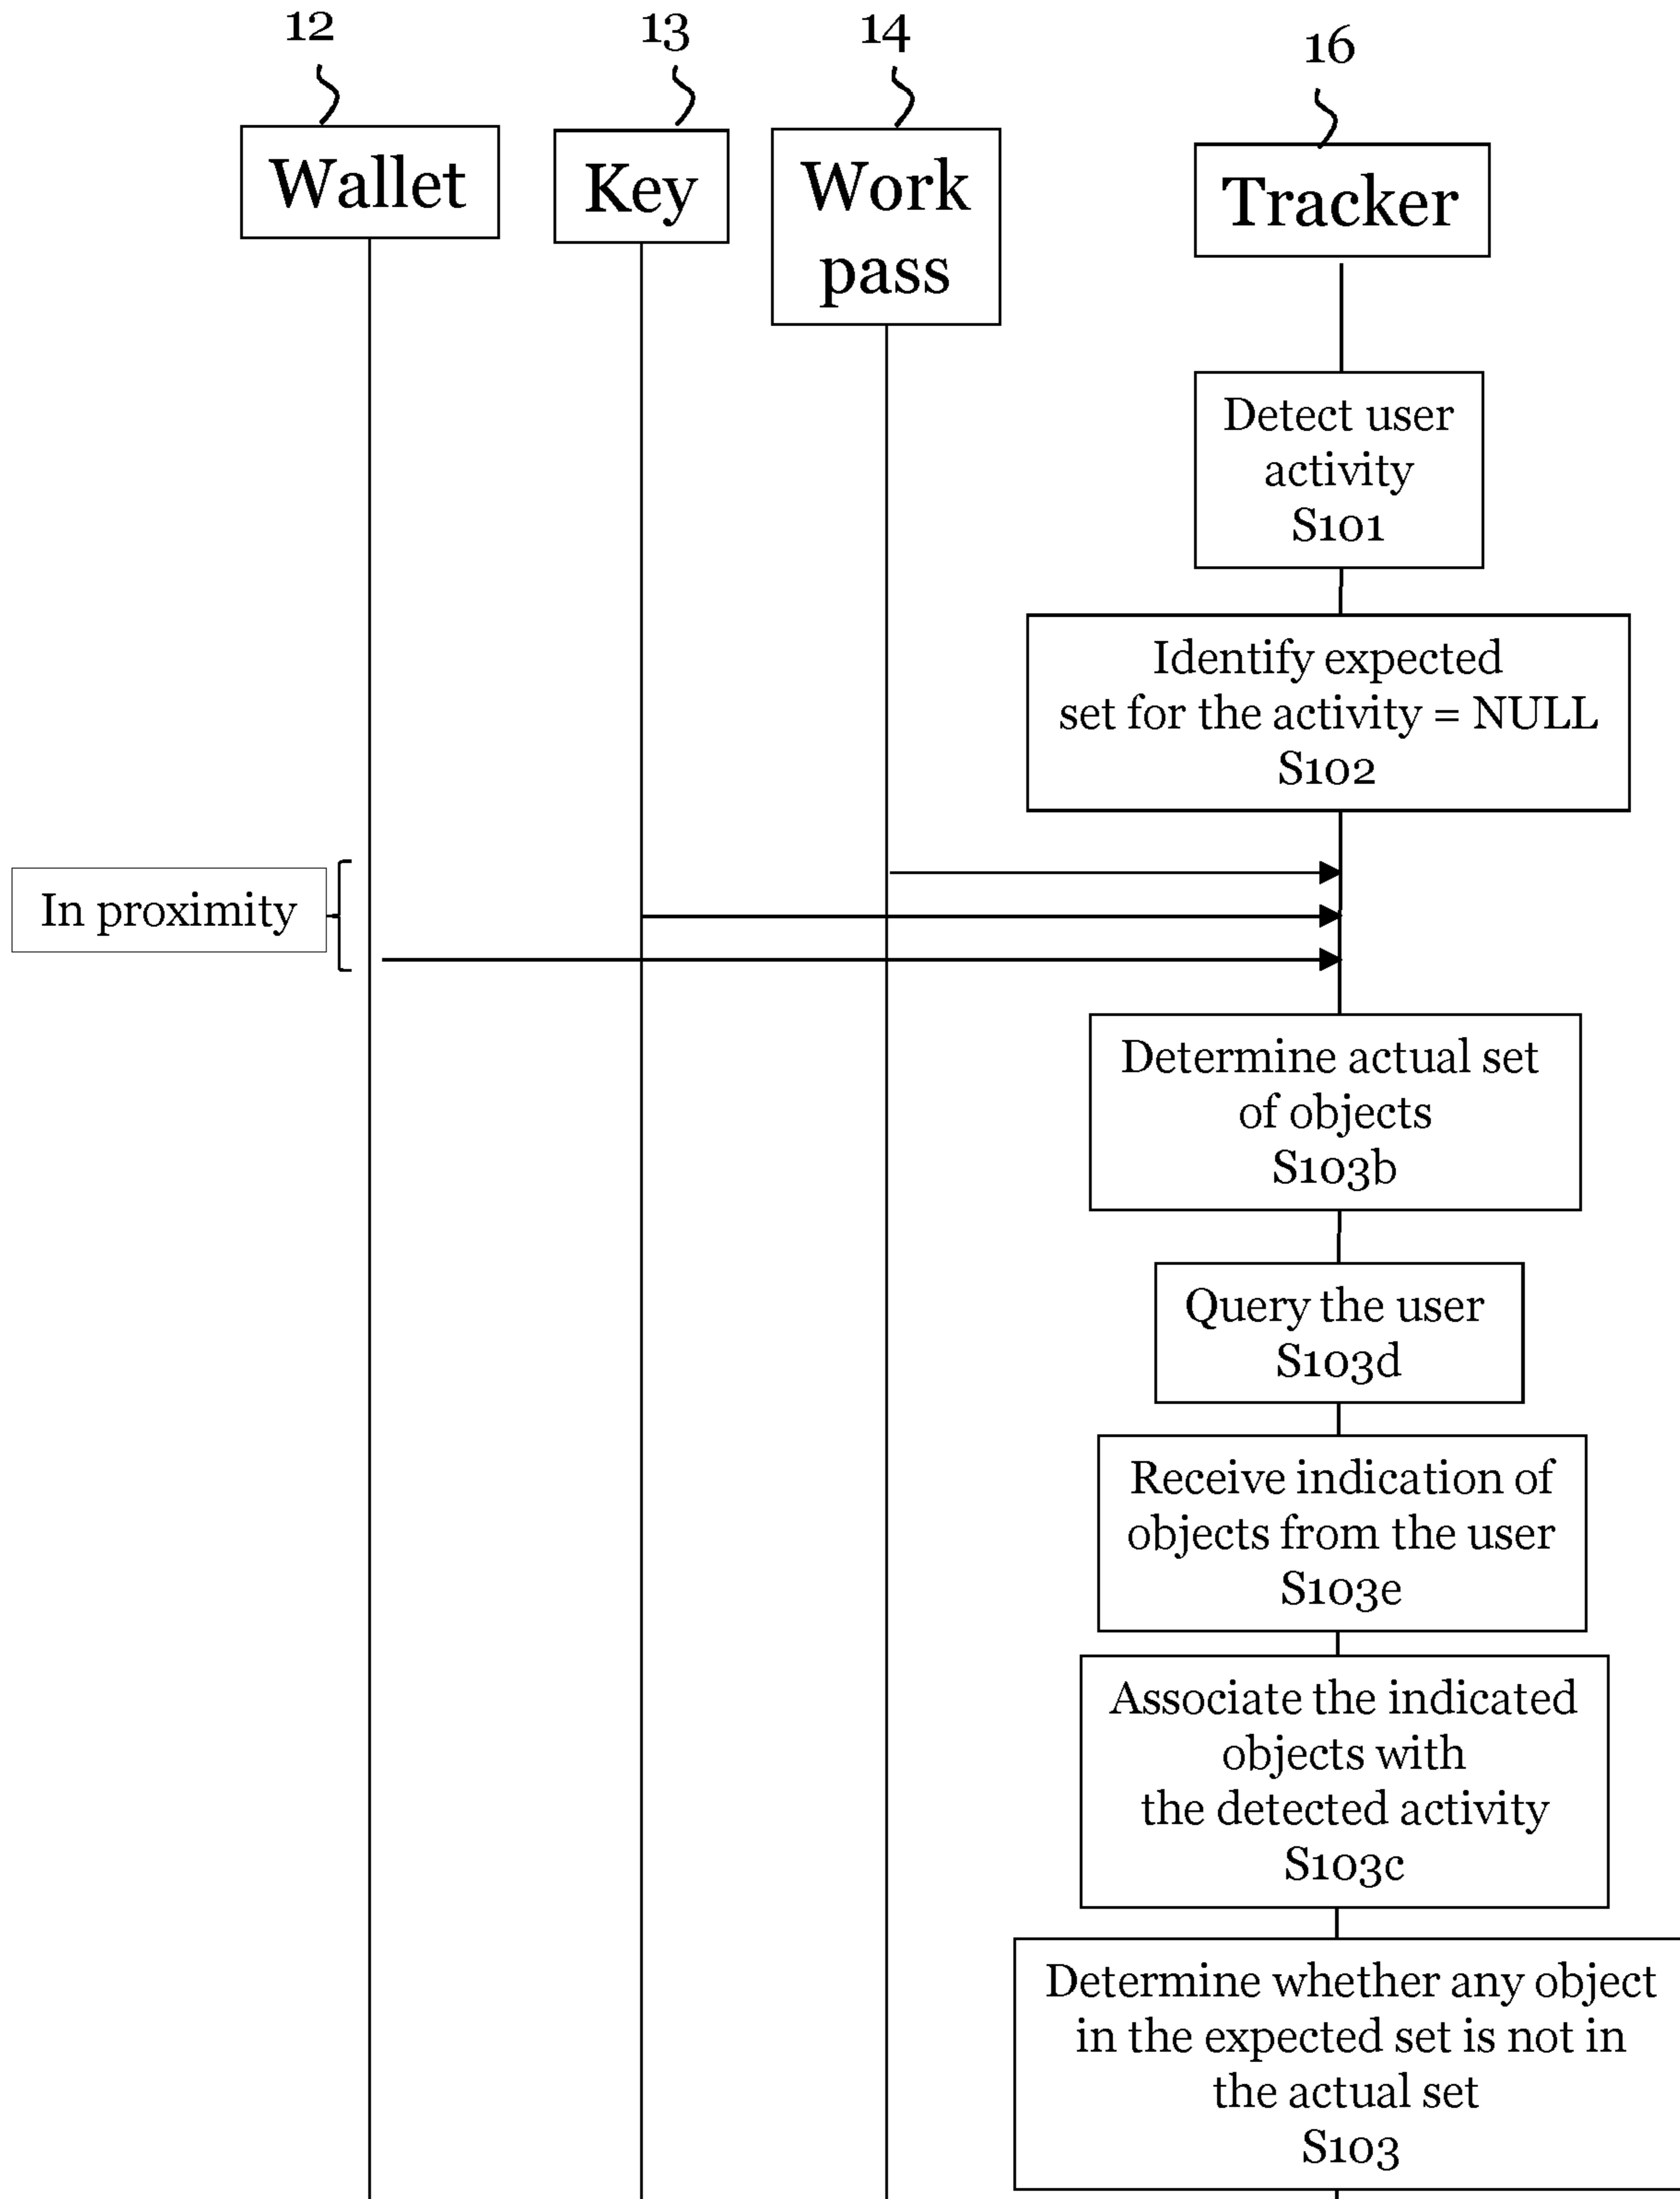 12
13
14
16
Wallet
Key
Work
pass
Tracker
Detect user
activity
S101
Identify expected
set for the activity = NULL
S102
In proximity
Determine actual set
of objects
S103b
Query the user
S103d
Receive indication of
objects from the user
S103e
Associate the indicated
objects with
the detected activity
S103c
Determine whether any object
in the expected set is not in
the actual set
S103